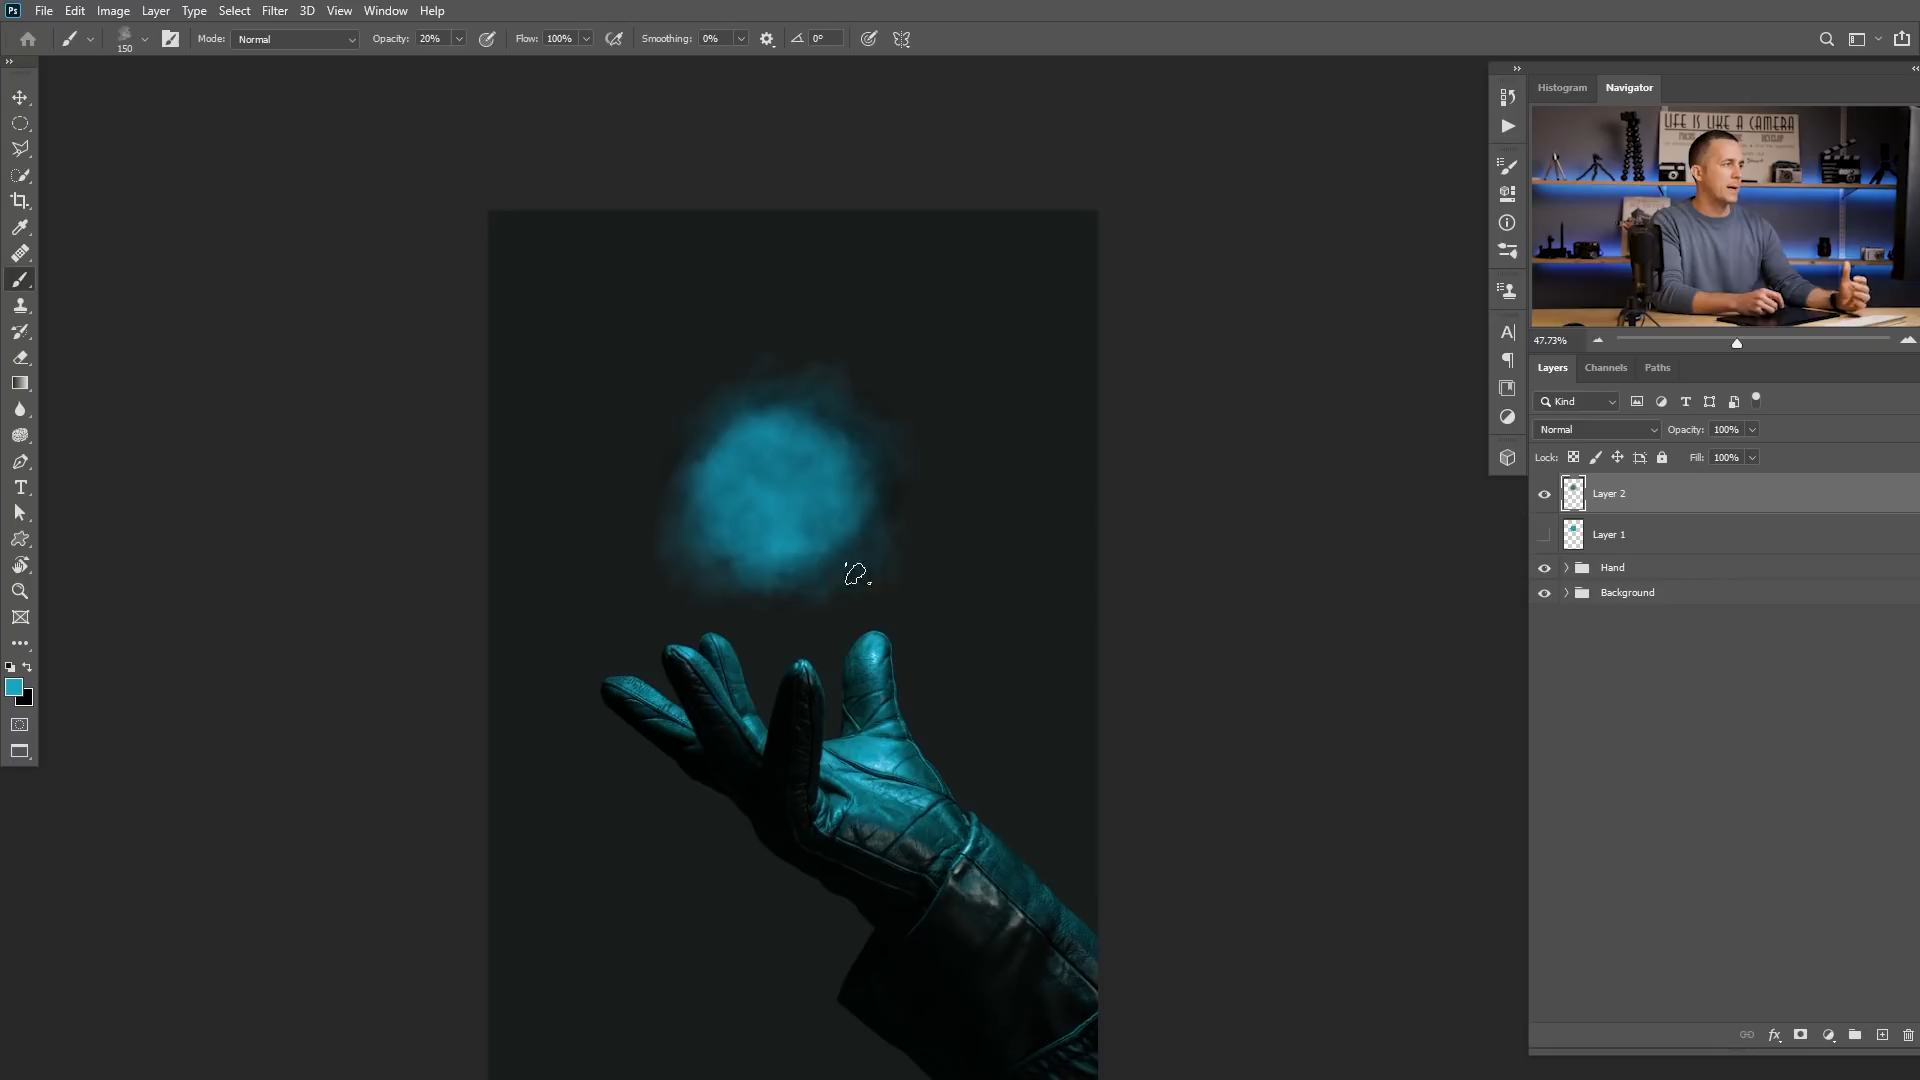 Ps File Edit Image Layer Type Select Filter 3D View Window Help
150 Mode: Normal Opacity: 20% Flow: 100% Smoothing: 0% 0°
Histogram Navigator
LIFE IS LIKE A CAMERA
47.73%
Layers Channels Paths
Kind
Normal Opacity: 100%
Lock: Fill: 100%
Layer 2
Layer 1
Hand
Background